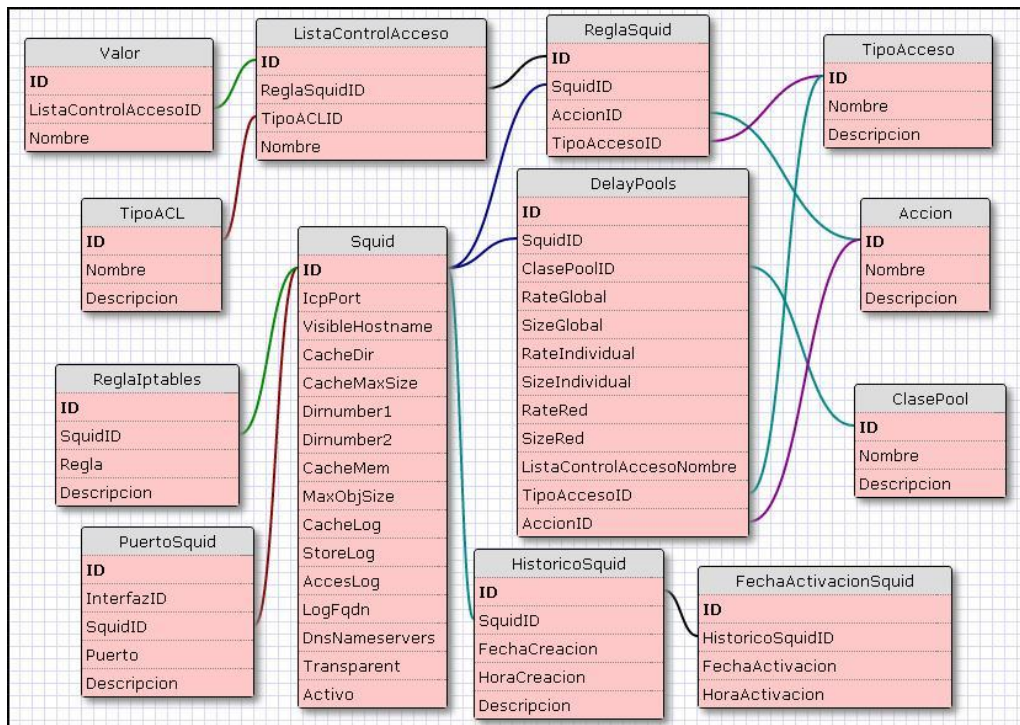 Valor
ID
ListaControlAccesoID
Nombre
ListaControlAcceso
ID
ReglaSquidID
TipoACLID
Nombre
ReglaSquid
ID
SquidID
AccionID
TipoAccesoID
TipoAcceso
ID
Nombre
Descripcion
TipoACL
ID
Nombre
Descripcion
Squid
ID
IcpPort
VisibleHostname
CacheDir
CacheMaxSize
Dirnumber1
Dirnumber2
CacheMem
MaxObjSize
CacheLog
StoreLog
AccesLog
LogFqdn
DnsNameservers
Transparent
Activo
DelayPools
ID
SquidID
ClasePoolID
RateGlobal
SizeGlobal
RateIndividual
SizeIndividual
RateRed
SizeRed
ListaControlAccesoNombre
TipoAccesoID
AccionID
Accion
ID
Nombre
Descripcion
ReglaIptables
ID
SquidID
Regla
Descripcion
ClasePool
ID
Nombre
Descripcion
PuertoSquid
ID
InterfazID
SquidID
Puerto
Descripcion
HistoricoSquid
ID
SquidID
FechaCreacion
HoraCreacion
Descripcion
FechaActivacionSquid
ID
HistoricoSquidID
FechaActivacion
HoraActivacion